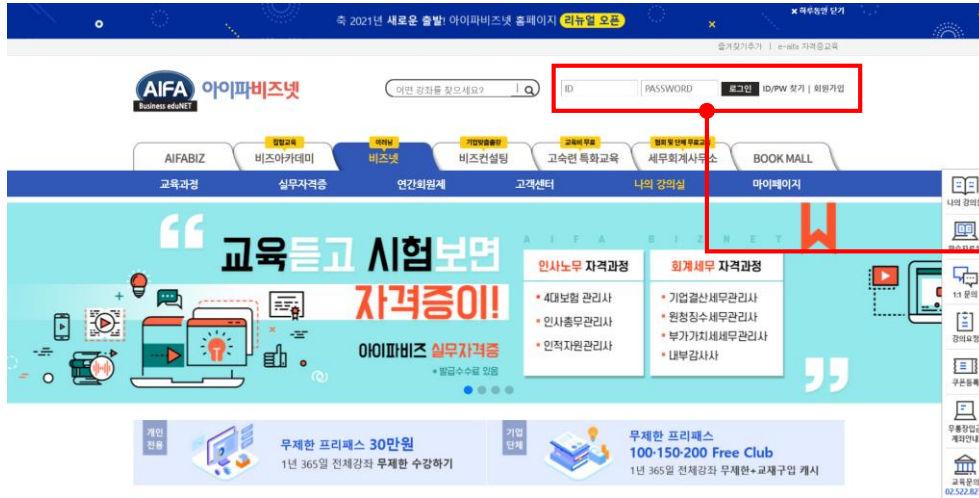 축 2021년 새로운 출발! 아이파비즈넷 홈페이지 리뉴얼 오픈
× 하루동안 닫기
즐겨찾기추가 | e-aifa 자격증교육
AIFA 아이파비즈넷
Business eduNET
어떤 강좌를 찾으세요?
ID PASSWORD 로그인 ID/PW 찾기 | 회원가입
집합교육 이러닝 기업맞춤출강 교육비 무료
AIFABIZ 비즈아카데미 비즈넷 비즈컨설팅 고숙련 특화교육 세무회계사무소 BOOK MALL
교육과정 실무자격증 연간회원제 고객센터 나의 강의실 마이페이지
교육듣고 시험보면
자격증이!
아이파비즈 실무자격증
• 발급수수료 있음
AIFA BIZNET
인사노무 자격과정
• 4대보험 관리사
• 인사총무관리사
• 인적자원관리사
회계세무 자격과정
• 기업결산세무관리사
• 원청징수세무관리사
• 부가가치세세무관리사
• 내부감사사
개인
전용
무제한 프리패스 30만원
1년 365일 전체강좌 무제한 수강하기
기업
단체
무제한 프리패스
100·150·200 Free Club
1년 365일 전체강좌 무제한+교재구입 캐시
나의 강의
1:1 문의
강의요청
쿠폰등록
무통장입금
계좌안내
교육문의
02.522.82